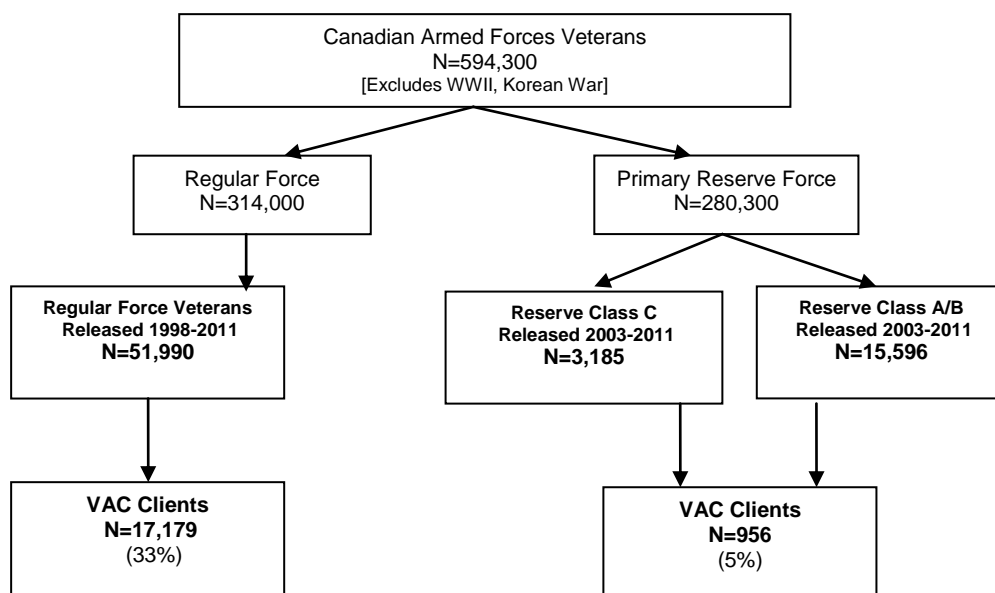 Canadian Armed Forces Veterans
N=594,300
[Excludes WWII, Korean War]
Regular Force
N=314,000
Primary Reserve Force
N=280,300
Regular Force Veterans
Released 1998-2011
N=51,990
Reserve Class C
Released 2003-2011
N=3,185
Reserve Class A/B
Released 2003-2011
N=15,596
VAC Clients
N=17,179
(33%)
VAC Clients
N=956
(5%)